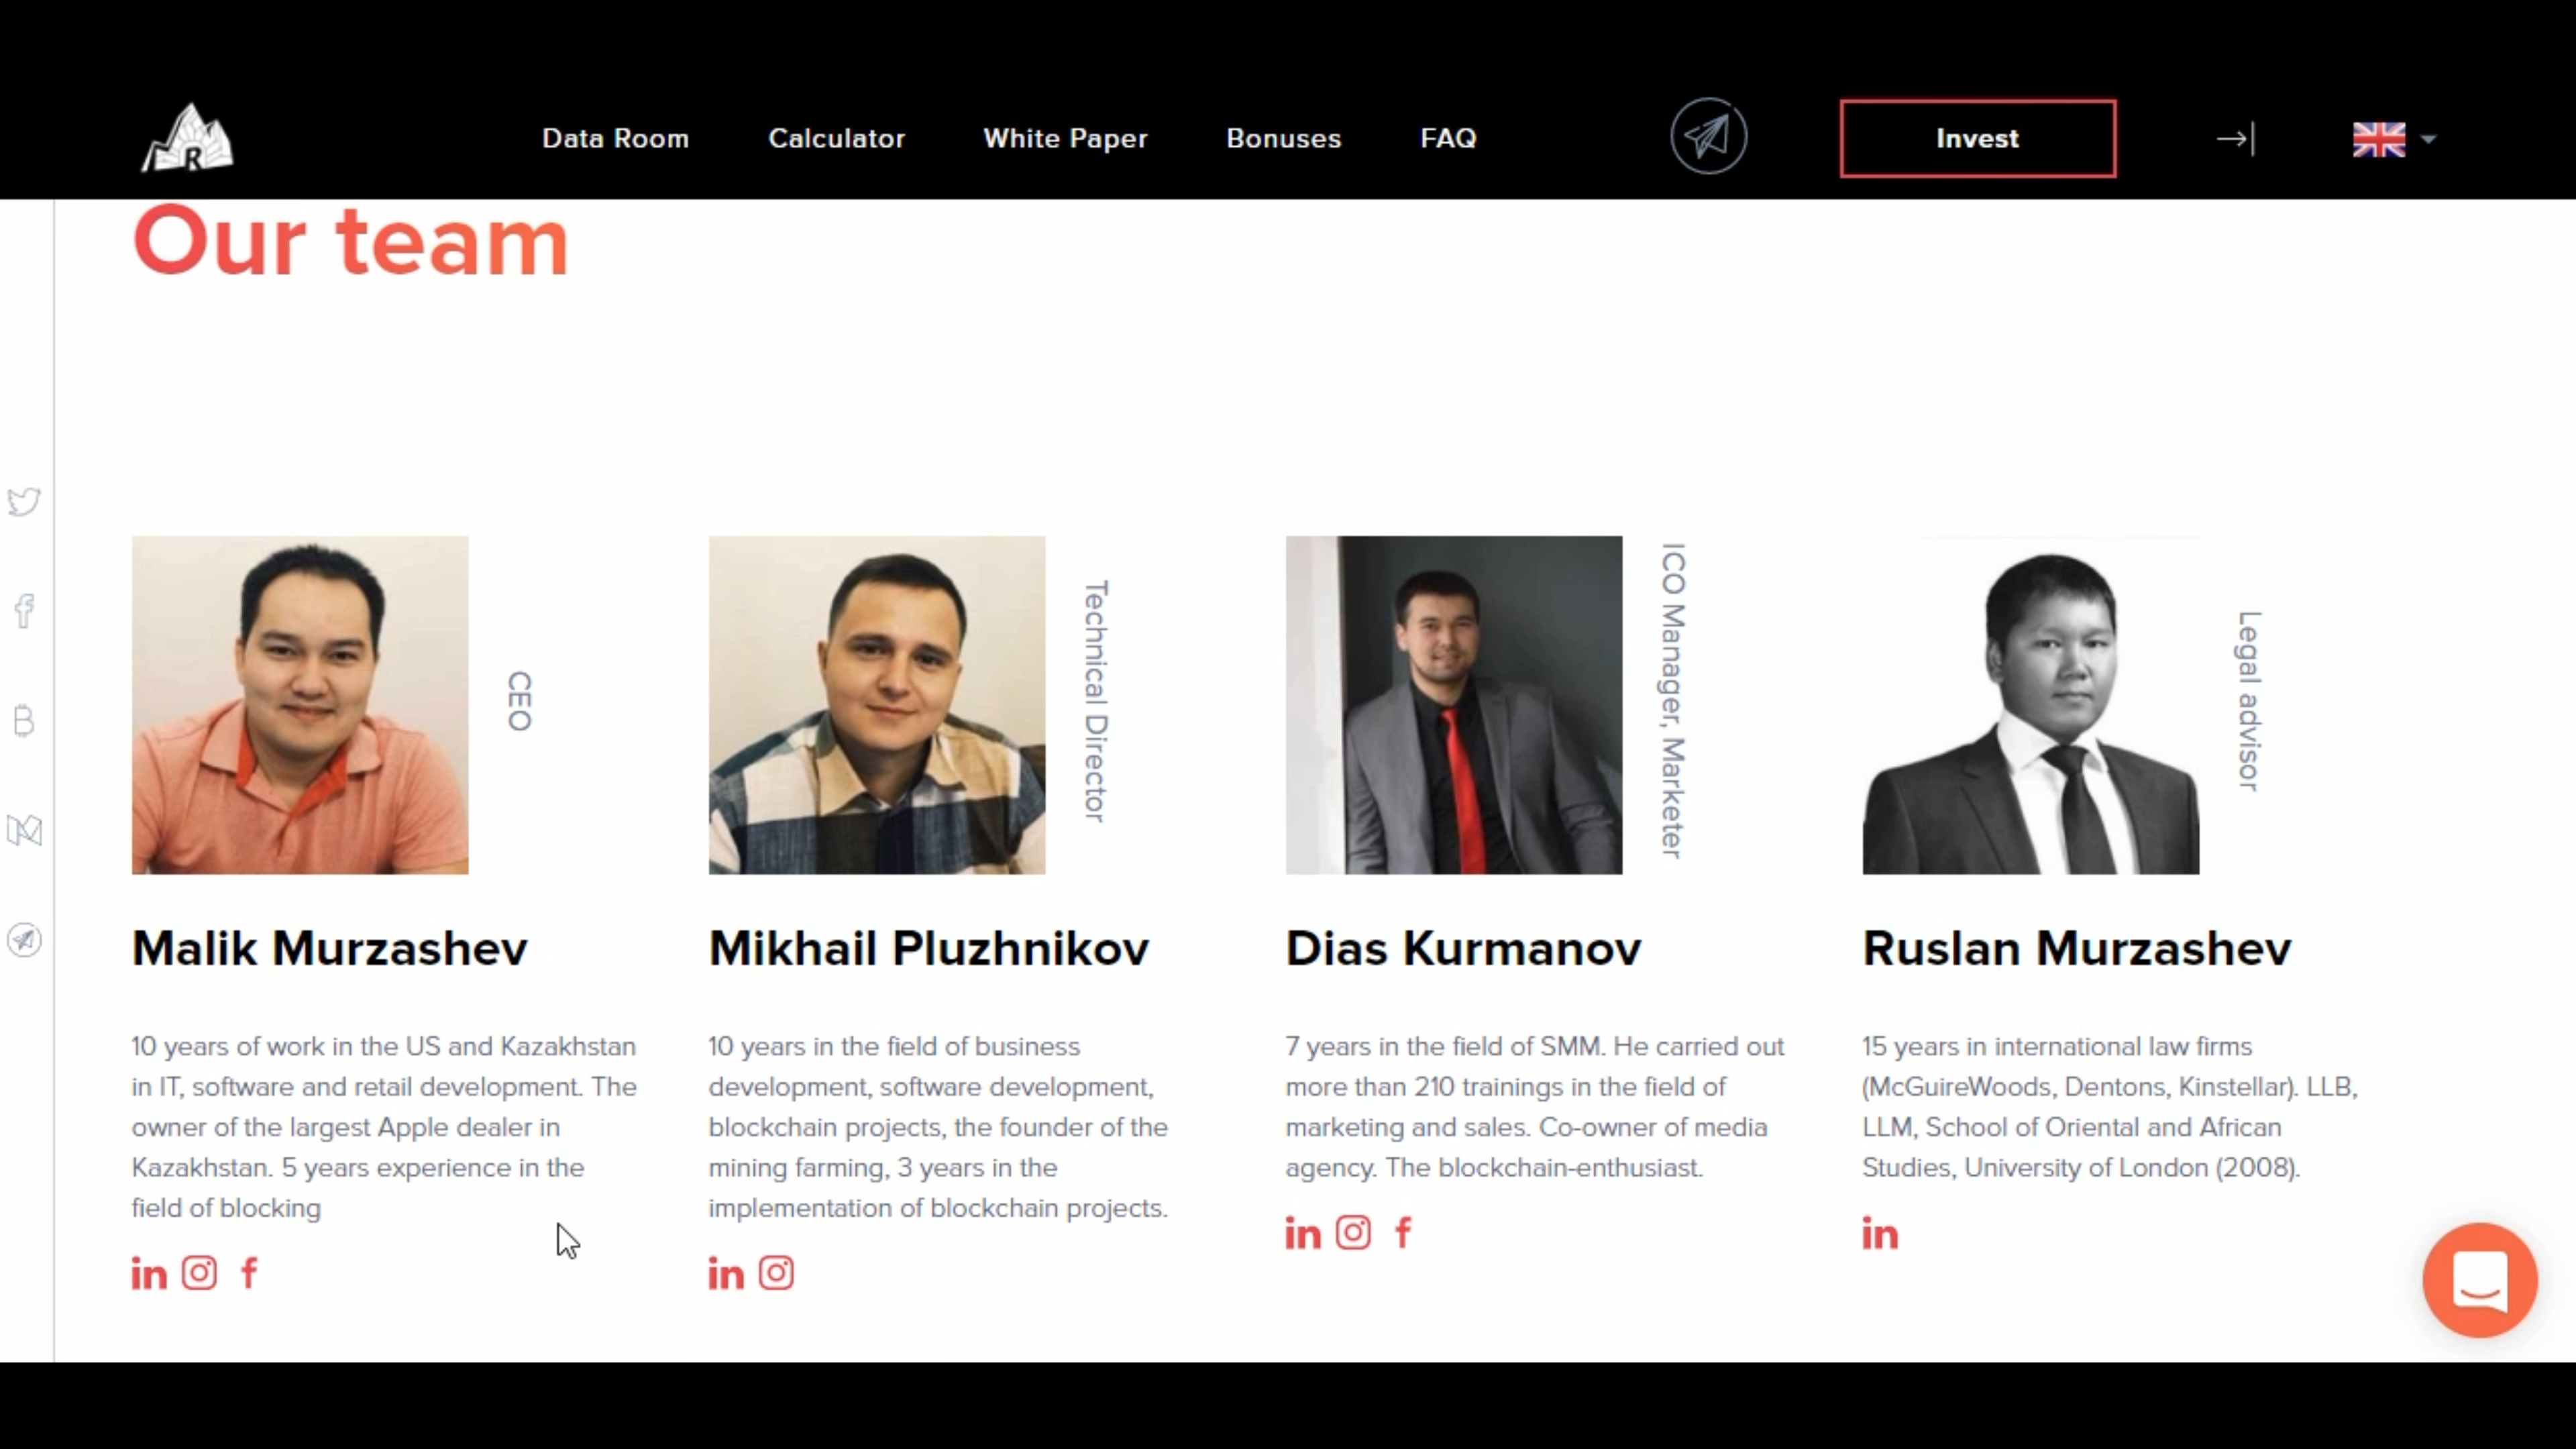 R
Data Room
Calculator
White Paper
Bonuses
FAQ
Invest
Our team
CEO
Technical Director
ICO Manager, Marketer
Legal advisor
Malik Murzashev
10 years of work in the US and Kazakhstan
in IT, software and retail development. The
owner of the largest Apple dealer in
Kazakhstan. 5 years experience in the
field of blocking
Mikhail Pluzhnikov
10 years in the field of business
development, software development,
blockchain projects, the founder of the
mining farming, 3 years in the
implementation of blockchain projects.
Dias Kurmanov
7 years in the field of SMM. He carried out
more than 210 trainings in the field of
marketing and sales. Co-owner of media
agency. The blockchain-enthusiast.
Ruslan Murzashev
15 years in international law firms
(McGuireWoods, Dentons, Kinstellar). LLB,
LLM, School of Oriental and African
Studies, University of London (2008).